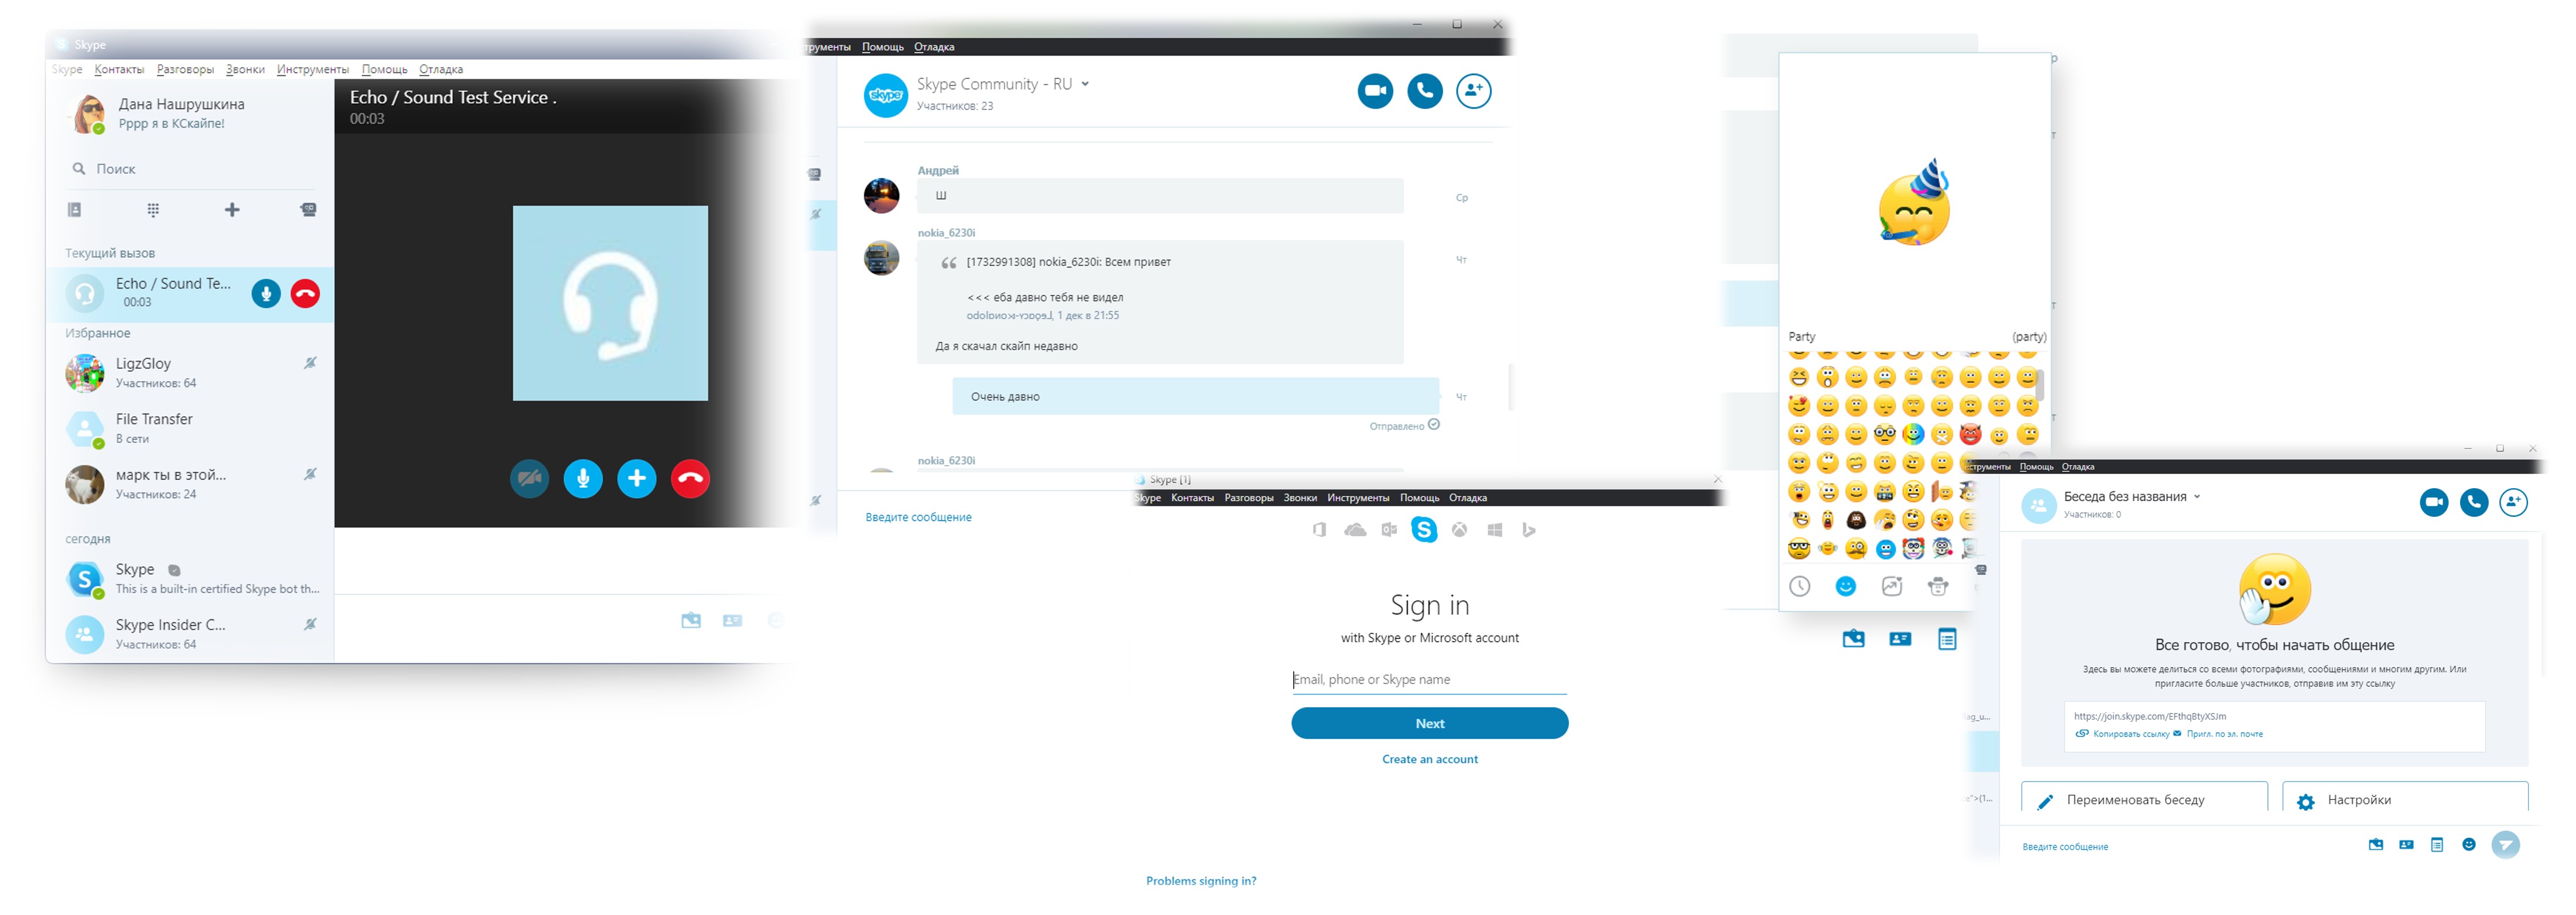 Skype
Skype Контакты Разговоры Звонки Инструменты Помощь Отладка
Дана Нашрушкина
Рррр я в КСкайпе!
Поиск
Текущий вызов
Echo / Sound Te...
00:03
Избранное
LigzGloy
Участников: 64
File Transfer
В сети
марк ты в этой...
Участников: 24
сегодня
Skype
This is a built-in certified Skype bot th...
Skype Insider C...
Участников: 64
Echo / Sound Test Service .
00:03
рументы Помощь Отладка
Skype Community - RU
Участников: 23
Андрей
Ш
Ср
nokia_6230i
[1732991308] nokia_6230i: Всем привет
Чт
<<< еба давно тебя не видел
1 дек в 21:55
Да я скачал скайп недавно
Очень давно
Чт
Отправлено
nokia_6230i
Введите сообщение
Skype [1]
Skype Контакты Разговоры Звонки Инструменты Помощь Отладка
Sign in
with Skype or Microsoft account
Email, phone or Skype name
Next
Create an account
Problems signing in?
Party (party)
струменты Помощь Отладка
Беседа без названия
Участников: 0
Все готово, чтобы начать общение
Здесь вы можете делиться со всеми фотографиями, сообщениями и многим другим. Или
пригласите больше участников, отправив им эту ссылку
https://join.skype.com/EFthqBtyXSJm
Копировать ссылку Пригл. по эл. почте
Переименовать беседу
Настройки
Введите сообщение